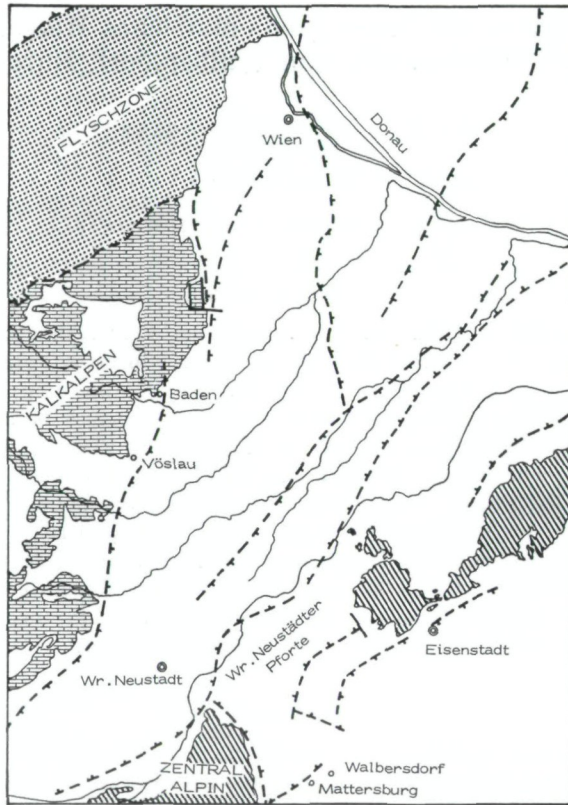 FLYSCHZONE
Wien
Donau
KALKALPEN
Baden
Vöslau
Wr. Neustädter
Pforte
Eisenstadt
Wr. Neustadt
ZENTRAL
ALPIN
Walbersdorf
Mattersburg